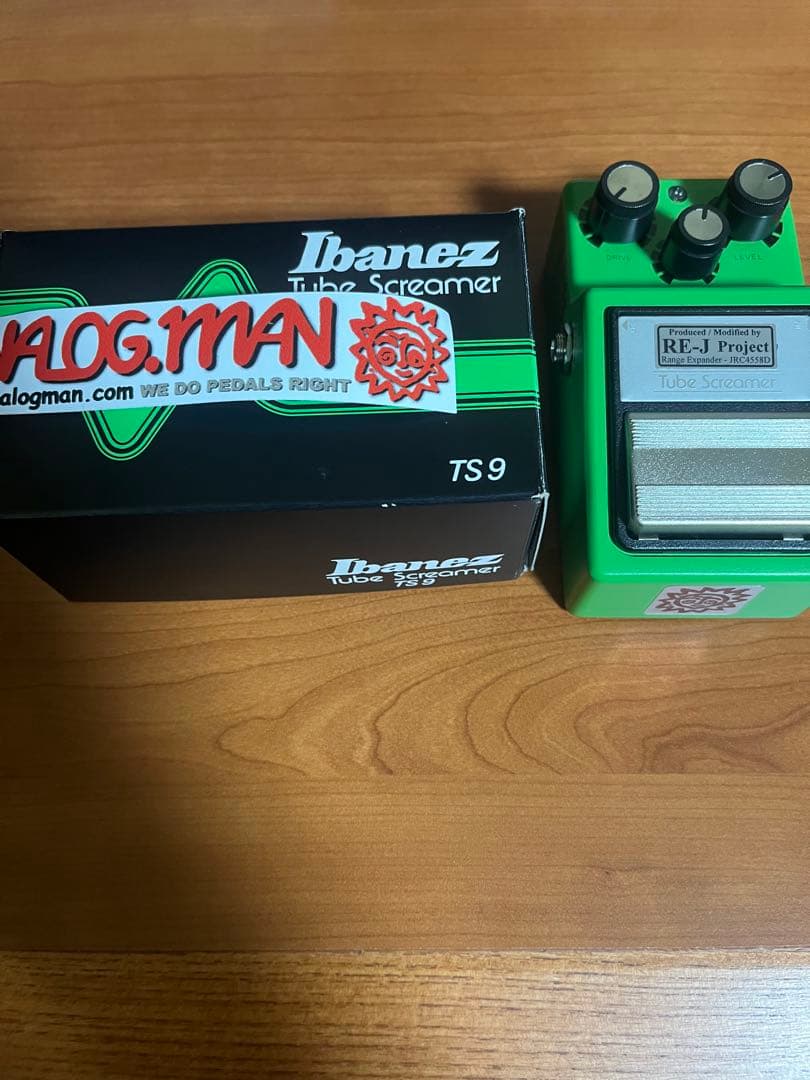 Ibanez
Tube Screamer
ALOG.MAN
alogman.com WE DO PEDALS RIGHT
TS9
Ibanez
Tube Screamer
TS9
DRIVE
LEVEL
Produced / Modified by
RE-J Project
Range Expander - JRC4558D
Tube Screamer